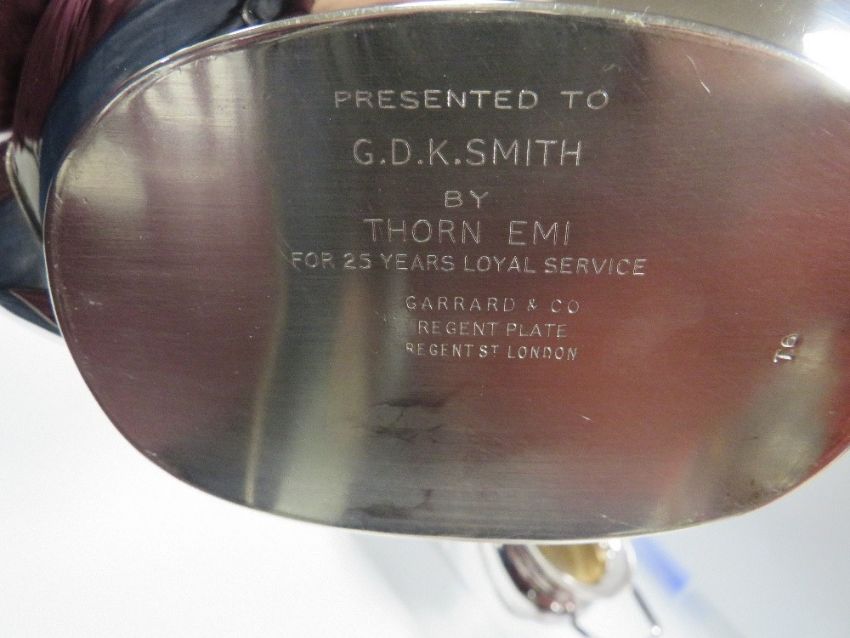 PRESENTED TO
G.D.K.SMITH
BY
THORN EMI
FOR 25 YEARS LOYAL SERVICE
GARRARD & CO
REGENT PLATE
REGENT ST LONDON